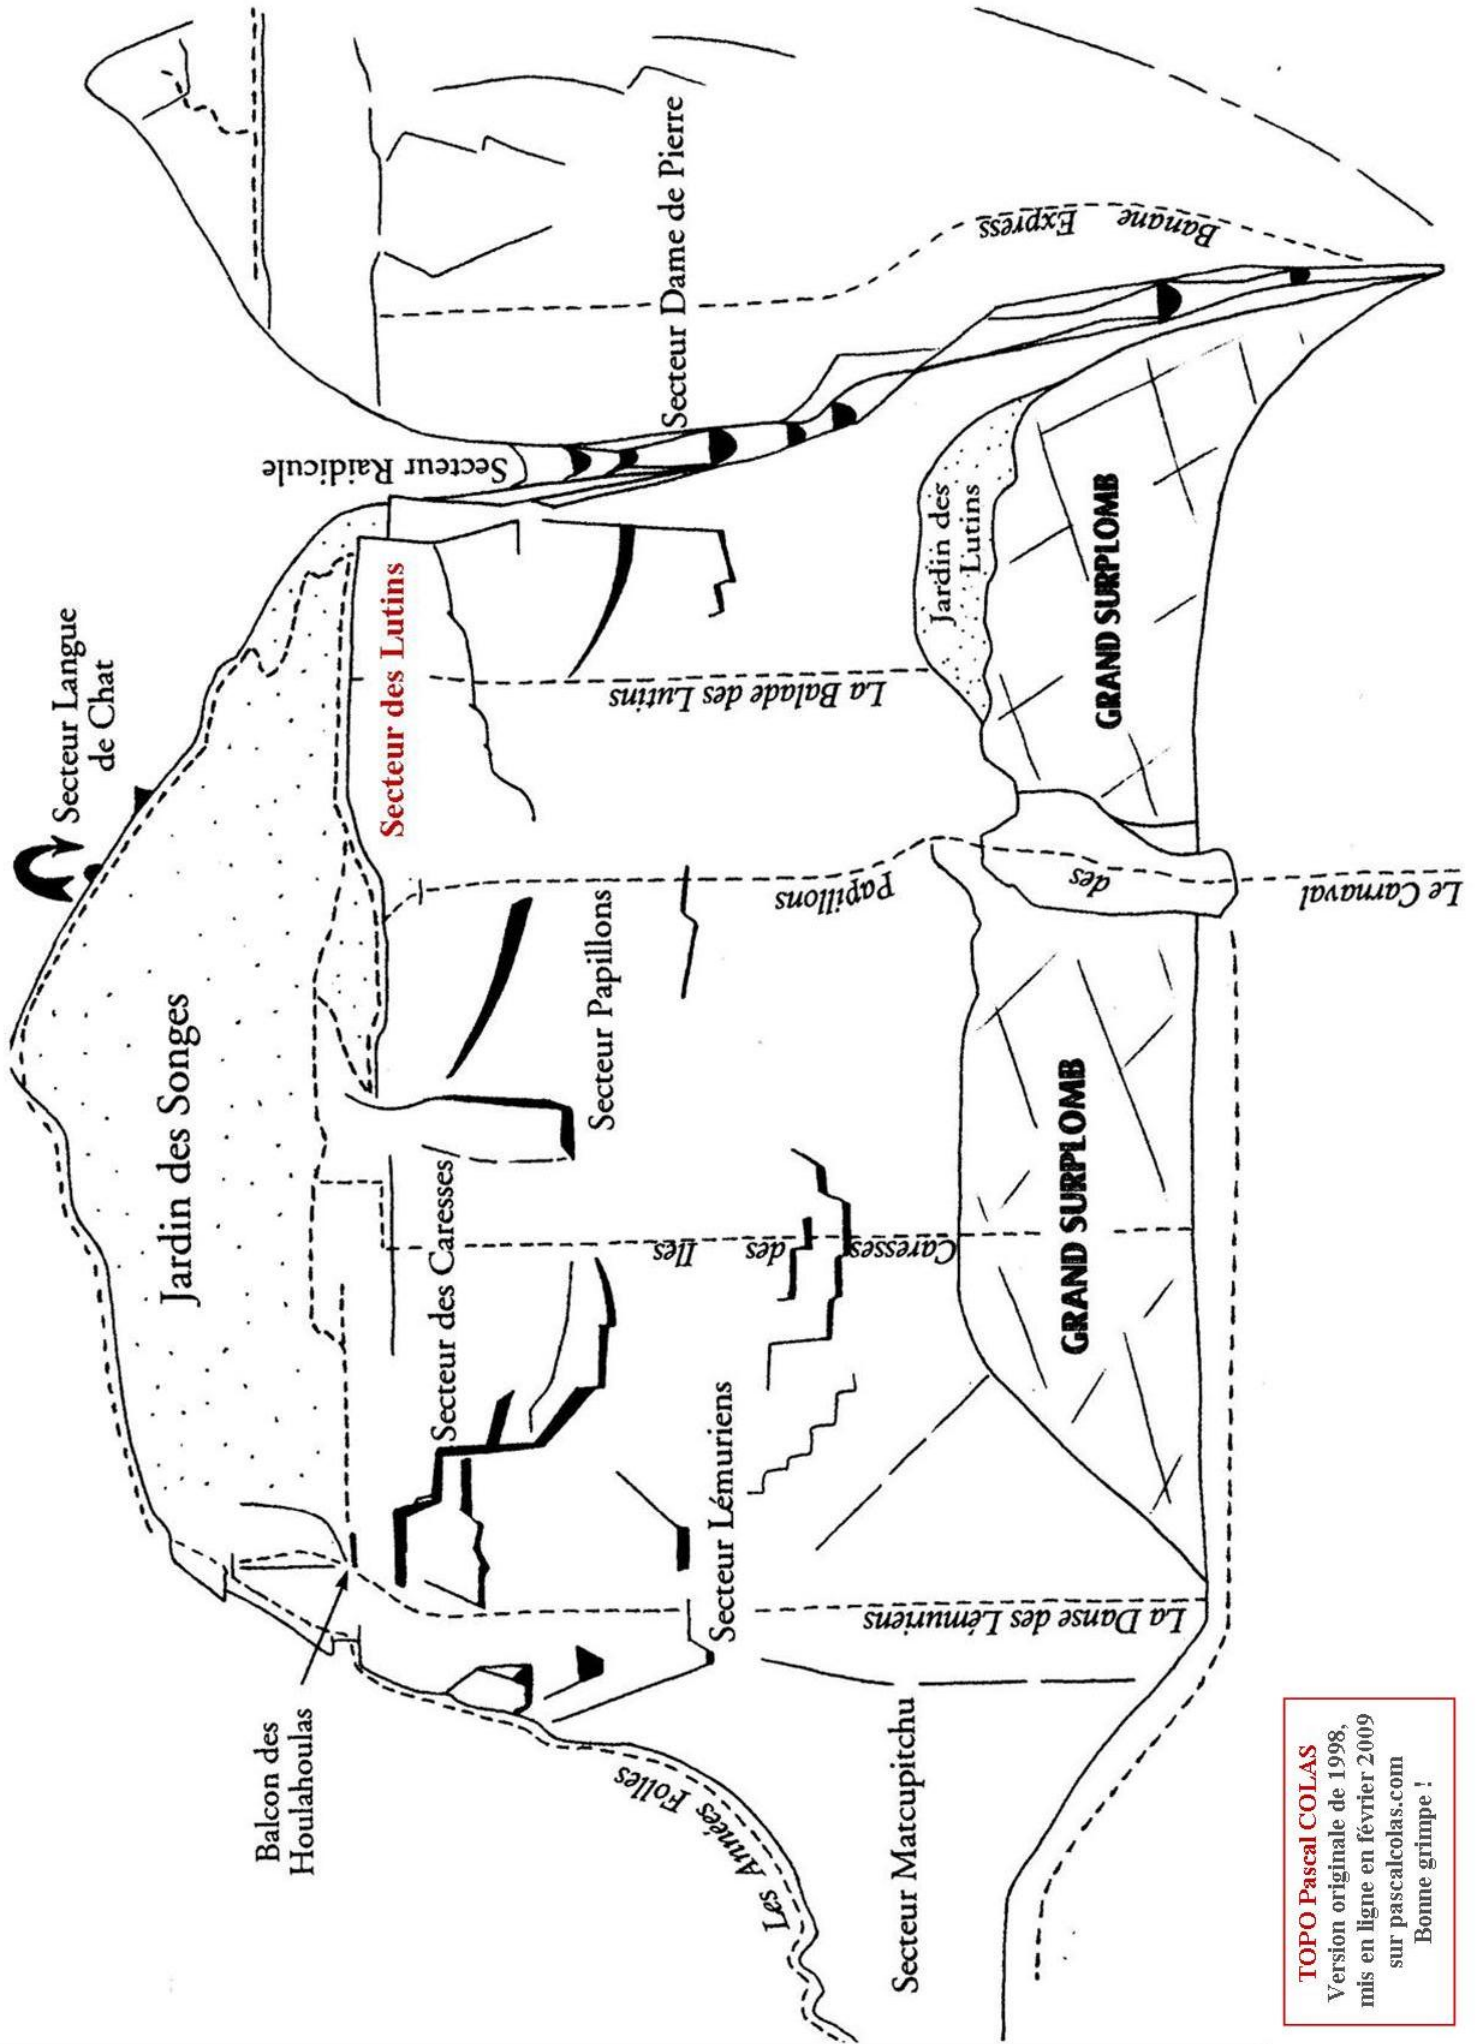 Secteur Langue
de Chat
Jardin des Songes
Balcon des
Houlahoulas
Secteur Raidicule
Secteur des Lutins
Secteur des Caresses
Secteur Papillons
Secteur Dame de Pierre
Secteur Lémuriens
Les Années Folles
Secteur Matcupitchu
La Danse des Lémuriens
Caresses
des
Iles
Le Carnaval
des
Papillons
La Balade des Lutins
Jardin des
Lutins
Banane Express
GRAND SURPLOMB
GRAND SURPLOMB
TOPO Pascal COLAS
Version originale de 1998,
mis en ligne en février 2009
sur pascalcolas.com
Bonne grimpe !